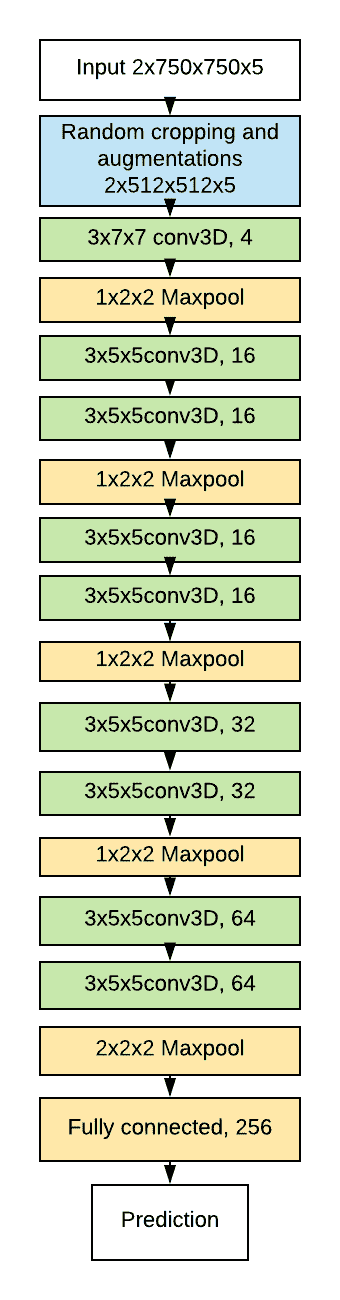 Input 2x750x750x5
Random cropping and
augmentations
2x512x512x5
3x7x7 conv3D, 4
1x2x2 Maxpool
3x5x5conv3D, 16
3x5x5conv3D, 16
1x2x2 Maxpool
3x5x5conv3D, 16
3x5x5conv3D, 16
1x2x2 Maxpool
3x5x5conv3D, 32
3x5x5conv3D, 32
1x2x2 Maxpool
3x5x5conv3D, 64
3x5x5conv3D, 64
2x2x2 Maxpool
Fully connected, 256
Prediction